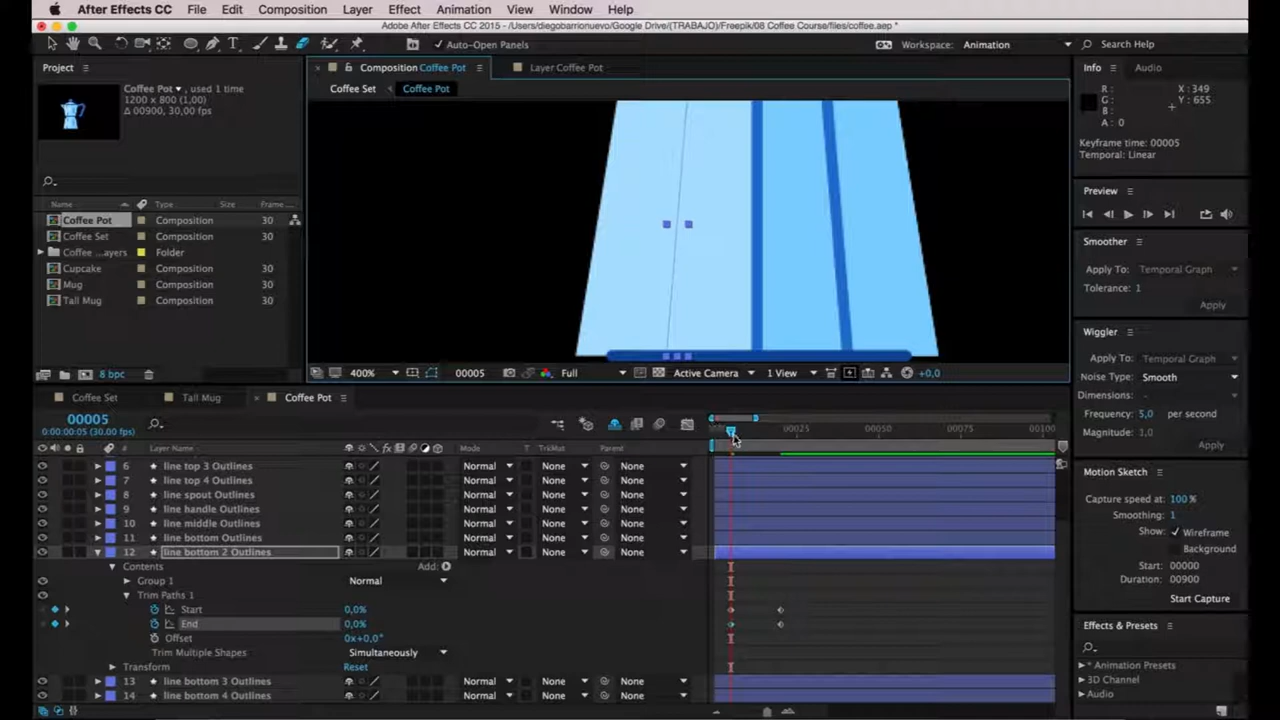 After Effects CC File Edit Composition Layer Effect Animation View Window Help
Adobe After Effects CC 2015 - /Users/diegobarrionuevo/Google Drive/(TRABAJO)/Freepik/08 Coffee Course/files/coffee.aep *
Auto-Open Panels Workspace: Animation Search Help
Project Composition Coffee Pot Layer Coffee Pot Info Audio
Coffee Set Coffee Pot
Coffee Pot , used 1 time
1200 x 800 (1,00)
Δ 00900, 30,00 fps
R : X : 349
G : Y : 655
B :
A : 0
Keyframe time: 00005
Temporal: Linear
Preview
Name Type Size Frame R
Coffee Pot Composition 30
Coffee Set Composition 30
Coffee ...ayers Folder
Cupcake Composition 30
Mug Composition 30
Tall Mug Composition 30
Smoother
Apply To: Temporal Graph
Tolerance: 1
Apply
Wiggler
Apply To: Temporal Graph
Noise Type: Smooth
Dimensions: -
Frequency: 5,0 per second
Magnitude: 1,0
Apply
8 bpc 400% 00005 Full Active Camera 1 View +0,0
Coffee Set Tall Mug Coffee Pot
00005
0:00:00:05 (30.00 fps)
00025 00050 00075 00100
# Layer Name Mode T TrkMat Parent
6 line top 3 Outlines Normal None None
7 line top 4 Outlines Normal None None
8 line spout Outlines Normal None None
9 line handle Outlines Normal None None
10 line middle Outlines Normal None None
11 line bottom Outlines Normal None None
12 line bottom 2 Outlines Normal None None
Contents Add:
Group 1 Normal
Trim Paths 1
Start 0,0%
End 0,0%
Offset 0x+0,0°
Trim Multiple Shapes Simultaneously
Transform Reset
13 line bottom 3 Outlines Normal None None
14 line bottom 4 Outlines Normal None None
Motion Sketch
Capture speed at: 100 %
Smoothing: 1
Show: Wireframe
Background
Start: 00000
Duration: 00900
Start Capture
Effects & Presets
* Animation Presets
3D Channel
Audio